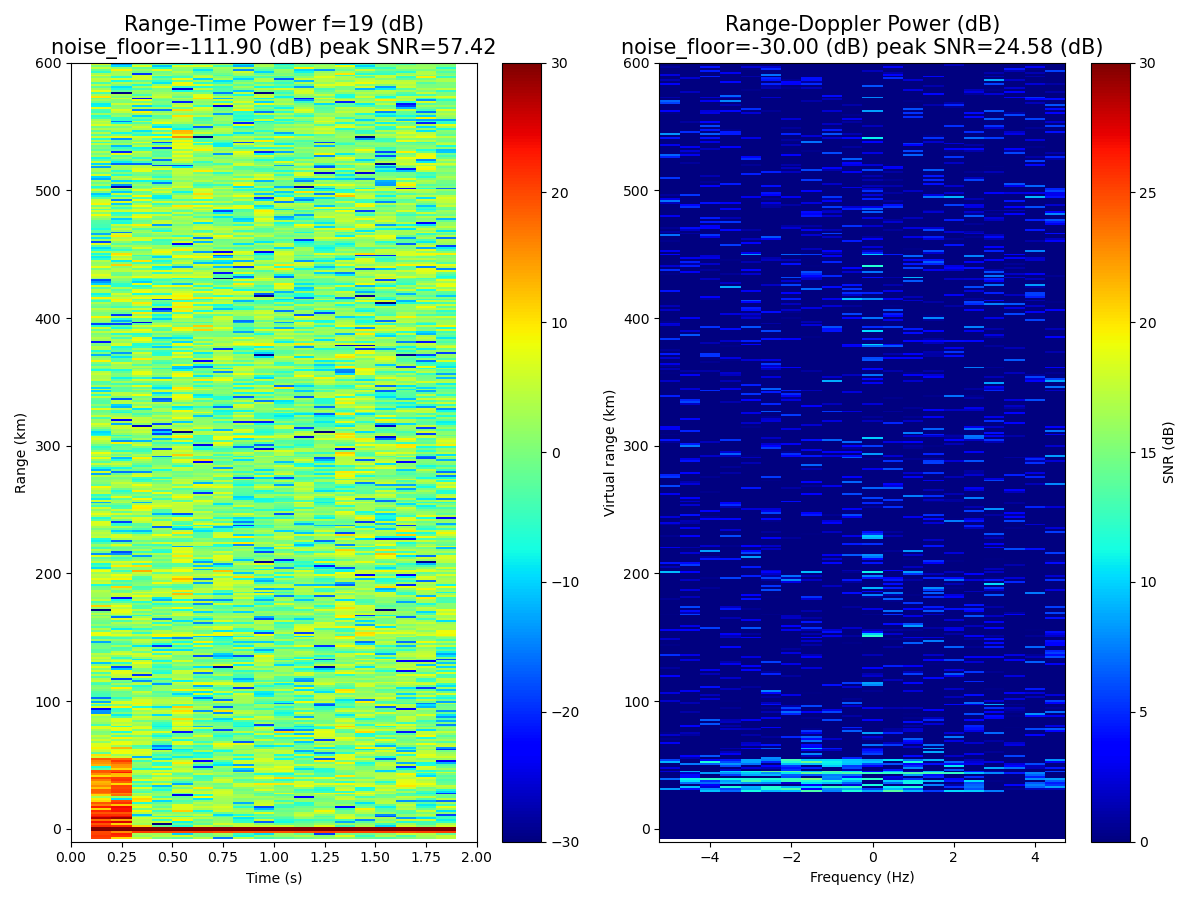 Range-Time Power f=19 (dB)
noise_floor=-111.90 (dB) peak SNR=57.42
Range (km)
600
500
400
300
200
100
0
0.00 0.25 0.50 0.75 1.00 1.25 1.50 1.75 2.00
Time (s)
30
20
10
0
−10
−20
−30
Range-Doppler Power (dB)
noise_floor=-30.00 (dB) peak SNR=24.58 (dB)
Virtual range (km)
600
500
400
300
200
100
0
−4 −2 0 2 4
Frequency (Hz)
30
25
20
15
10
5
0
SNR (dB)